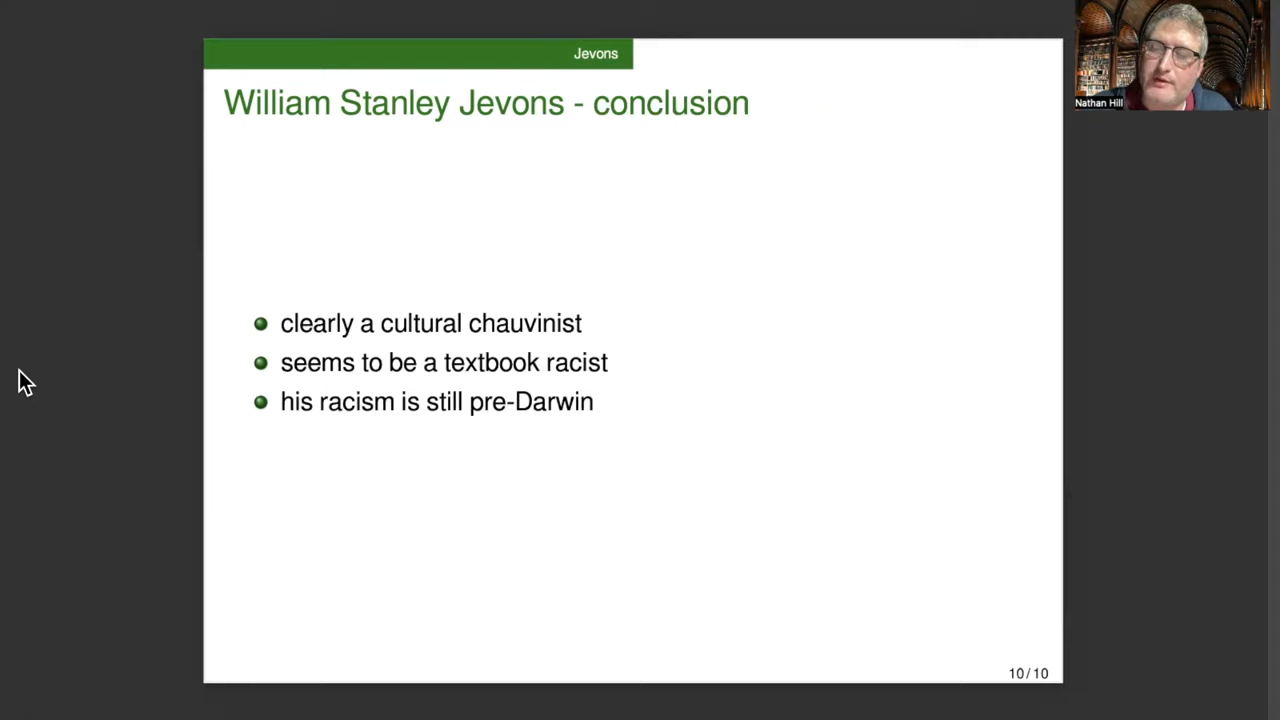 Jevons
William Stanley Jevons - conclusion
clearly a cultural chauvinist
seems to be a textbook racist
his racism is still pre-Darwin
10/10
Nathan Hill